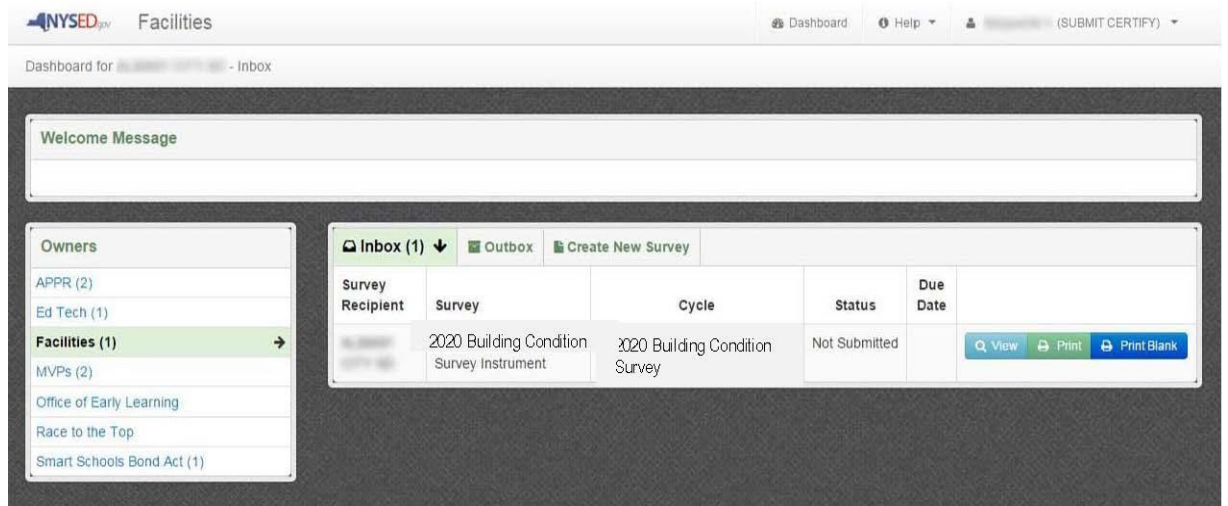 NYSED.gov Facilities Dashboard Help (SUBMIT CERTIFY)
Dashboard for - Inbox
Welcome Message
Owners
APPR (2)
Ed Tech (1)
Facilities (1)
MVPs (2)
Office of Early Learning
Race to the Top
Smart Schools Bond Act (1)
Inbox (1) Outbox Create New Survey
Survey Recipient Survey Cycle Status Due Date
2020 Building Condition Survey Instrument 2020 Building Condition Survey Not Submitted View Print Print Blank